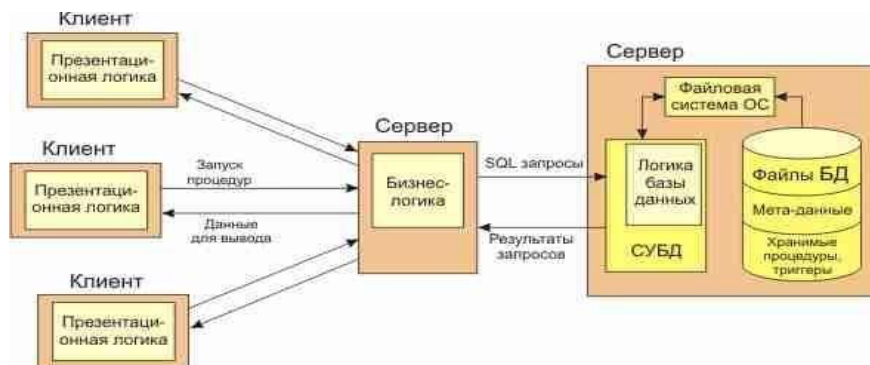 Клиент
Презентаци-
онная логика
Клиент
Презентаци-
онная логика
Клиент
Презентаци-
онная логика
Запуск
процедур
Данные
для вывода
Сервер
Бизнес-
логика
SQL запросы
Результаты
запросов
Сервер
Файловая
система ОС
Логика
базы
данных
СУБД
Файлы БД
Мета-данные
Хранимые
процедуры,
триггеры